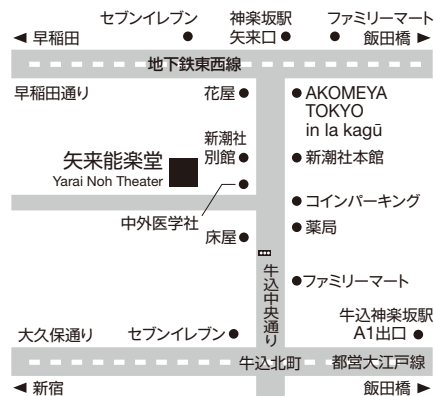 セブンイレブン
神楽坂駅
矢来口
ファミリーマート
◀ 早稲田
飯田橋 ▶
地下鉄東西線
早稲田通り
花屋
AKOMEYA
TOKYO
in la kagū
新潮社
別館
新潮社本館
矢来能楽堂
Yarai Noh Theater
コインパーキング
中外医学社
薬局
床屋
牛込中央通り
ファミリーマート
牛込神楽坂駅
A1出口
大久保通り
セブンイレブン
牛込北町
都営大江戸線
◀ 新宿
飯田橋 ▶